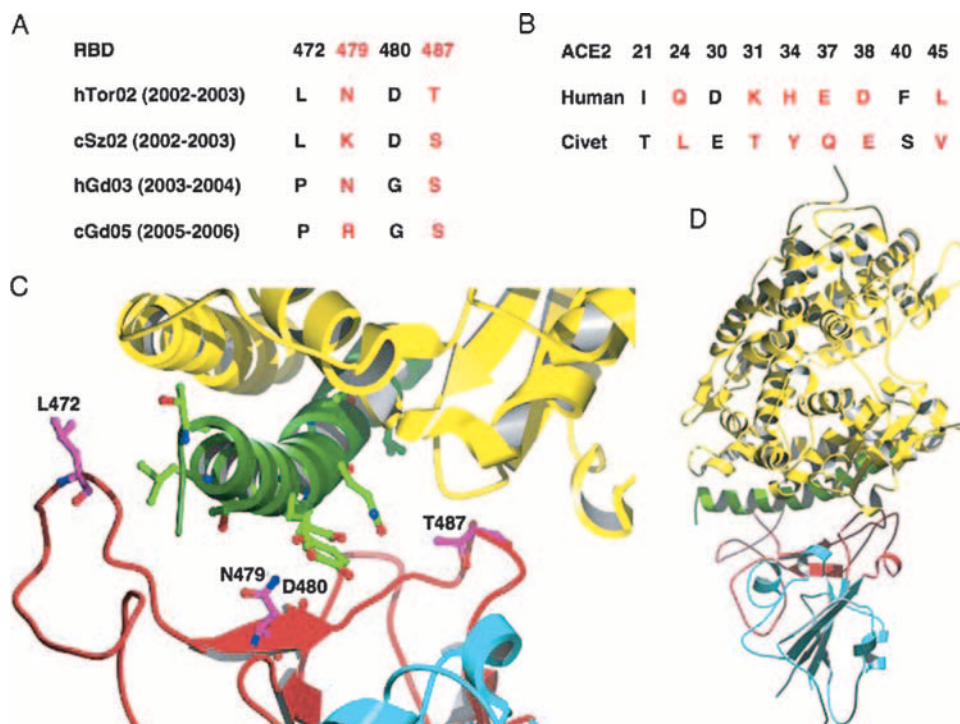 A
RBD 472 479 480 487
hTor02 (2002-2003) L N D T
cSz02 (2002-2003) L K D S
hGd03 (2003-2004) P N G S
cGd05 (2005-2006) P R G S
B
ACE2 21 24 30 31 34 37 38 40 45
Human I Q D K H E D F L
Civet T L E T Y Q E S V
C
L472
N479
D480
T487
D